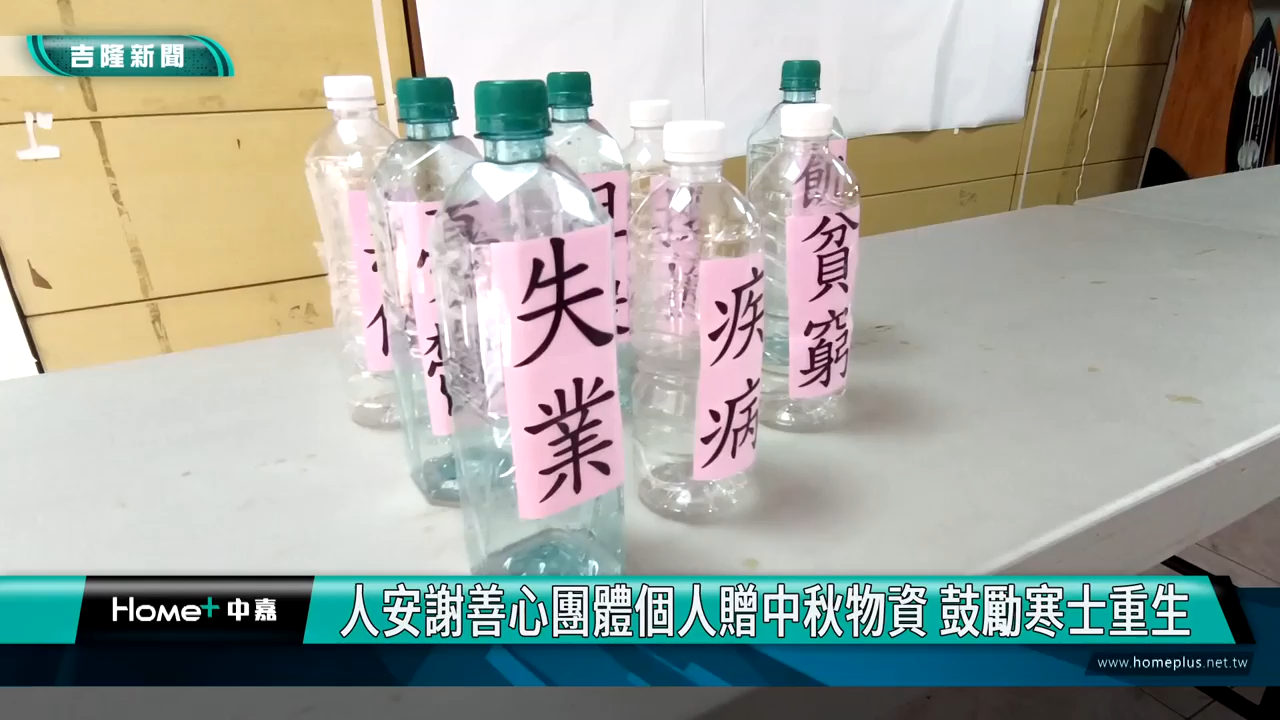 吉隆新聞
失業
疾病
貧窮
Home+中嘉
人安謝善心團體個人贈中秋物資 鼓勵寒士重生
www.homeplus.net.tw